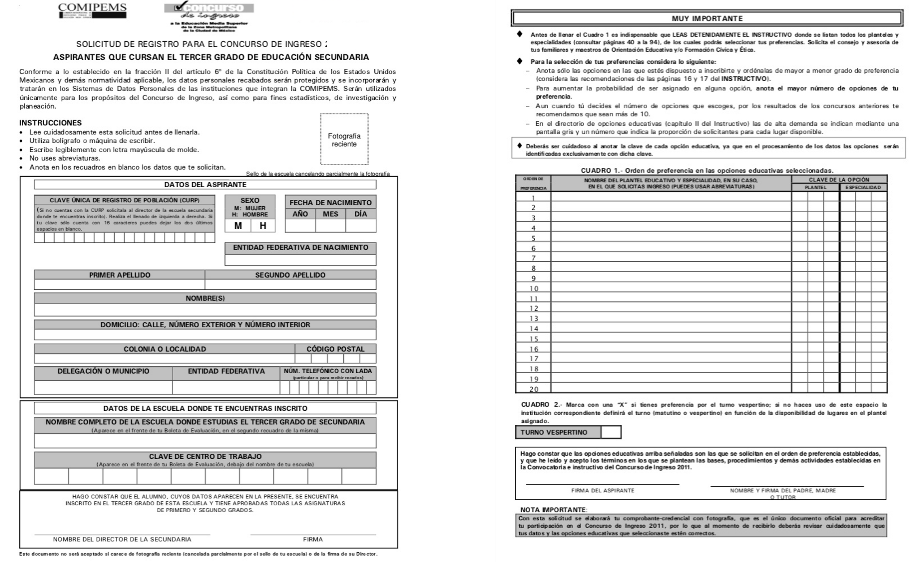 COMIPEMS
concurso
de ingreso
a la Educación Media Superior
de la Zona Metropolitana
de la Ciudad de México
SOLICITUD DE REGISTRO PARA EL CONCURSO DE INGRESO
ASPIRANTES QUE CURSAN EL TERCER GRADO DE EDUCACIÓN SECUNDARIA
Conforme a lo establecido en la fracción II del artículo 6° de la Constitución Política de los Estados Unidos
Mexicanos y demás normatividad aplicable, los datos personales recabados serán protegidos y se incorporarán y
tratarán en los Sistemas de Datos Personales de las instituciones que integran la COMIPEMS. Serán utilizados
únicamente para los propósitos del Concurso de Ingreso, así como para fines estadísticos, de investigación y
planeación.
INSTRUCCIONES
• Lee cuidadosamente esta solicitud antes de llenarla.
• Utiliza bolígrafo o máquina de escribir.
• Escribe legiblemente con letra mayúscula de molde.
• No uses abreviaturas.
• Anota en los recuadros en blanco los datos que te solicitan.
Fotografía
reciente
Sello de la escuela cancelando parcialmente la fotografía
DATOS DEL ASPIRANTE
CLAVE ÚNICA DE REGISTRO DE POBLACIÓN (CURP)
(Si no cuentas con la CURP solicítala al director de la escuela secundaria
donde te encuentras inscrito). Realiza el llenado de izquierda a derecha. Si
tu clave sólo cuenta con 16 caracteres puedes dejar los dos últimos
espacios en blanco.
SEXO
M: MUJER
H: HOMBRE
M H
FECHA DE NACIMIENTO
AÑO MES DÍA
ENTIDAD FEDERATIVA DE NACIMIENTO
PRIMER APELLIDO SEGUNDO APELLIDO
NOMBRE(S)
DOMICILIO: CALLE, NÚMERO EXTERIOR Y NÚMERO INTERIOR
COLONIA O LOCALIDAD CÓDIGO POSTAL
DELEGACIÓN O MUNICIPIO ENTIDAD FEDERATIVA NÚM. TELEFÓNICO CON LADA
(particular o para recibir recados)
DATOS DE LA ESCUELA DONDE TE ENCUENTRAS INSCRITO
NOMBRE COMPLETO DE LA ESCUELA DONDE ESTUDIAS EL TERCER GRADO DE SECUNDARIA
(Aparece en el frente de tu Boleta de Evaluación, en el segundo recuadro de la misma)
CLAVE DE CENTRO DE TRABAJO
(Aparece en el frente de tu Boleta de Evaluación, debajo del nombre de tu escuela)
HAGO CONSTAR QUE EL ALUMNO, CUYOS DATOS APARECEN EN LA PRESENTE, SE ENCUENTRA
INSCRITO EN EL TERCER GRADO DE ESTA ESCUELA Y TIENE APROBADAS TODAS LAS ASIGNATURAS
DE PRIMERO Y SEGUNDO GRADOS.
NOMBRE DEL DIRECTOR DE LA SECUNDARIA FIRMA
Este documento no será aceptado si carece de fotografía reciente (cancelada parcialmente por el sello de tu escuela) o de la firma de su Director.
MUY IMPORTANTE
♦ Antes de llenar el Cuadro 1 es indispensable que LEAS DETENIDAMENTE EL INSTRUCTIVO donde se listan todos los planteles y
especialidades (consultar páginas 40 a la 94), de los cuales podrás seleccionar tus preferencias. Solicita el consejo y asesoría de
tus familiares y maestros de Orientación Educativa y/o Formación Cívica y Ética.
♦ Para la selección de tus preferencias considera lo siguiente:
– Anota sólo las opciones en las que estés dispuesto a inscribirte y ordénalas de mayor a menor grado de preferencia
(considera las recomendaciones de las páginas 16 y 17 del INSTRUCTIVO).
– Para aumentar la probabilidad de ser asignado en alguna opción, anota el mayor número de opciones de tu
preferencia.
– Aun cuando tú decides el número de opciones que escoges, por los resultados de los concursos anteriores te
recomendamos que sean más de 10.
– En el directorio de opciones educativas (capítulo II del Instructivo) las de alta demanda se indican mediante una
pantalla gris y un número que indica la proporción de solicitantes para cada lugar disponible.
♦ Deberás ser cuidadoso al anotar la clave de cada opción educativa, ya que en el procesamiento de los datos las opciones serán
identificadas exclusivamente con dicha clave.
CUADRO 1.- Orden de preferencia en las opciones educativas seleccionadas.
ORDEN DE
PREFERENCIA
NOMBRE DEL PLANTEL EDUCATIVO Y ESPECIALIDAD, EN SU CASO,
EN EL QUE SOLICITAS INGRESO (PUEDES USAR ABREVIATURAS)
CLAVE DE LA OPCIÓN
PLANTEL ESPECIALIDAD
1
2
3
4
5
6
7
8
9
10
11
12
13
14
15
16
17
18
19
20
CUADRO 2.- Marca con una "X" si tienes preferencia por el turno vespertino; si no haces uso de este espacio la
institución correspondiente definirá el turno (matutino o vespertino) en función de la disponibilidad de lugares en el plantel
asignado.
TURNO VESPERTINO
Hago constar que las opciones educativas arriba señaladas son las que se solicitan en el orden de preferencia establecidas,
y que he leído y acepto los términos en los que se plantean las bases, procedimientos y demás actividades establecidas en
la Convocatoria e Instructivo del Concurso de Ingreso 2011.
FIRMA DEL ASPIRANTE NOMBRE Y FIRMA DEL PADRE, MADRE
O TUTOR
NOTA IMPORTANTE:
Con esta solicitud se elaborará tu comprobante-credencial con fotografía, que es el único documento oficial para acreditar
tu participación en el Concurso de Ingreso 2011, por lo que al momento de recibirlo deberás revisar cuidadosamente que
tus datos y las opciones educativas que seleccionaste estén correctos.